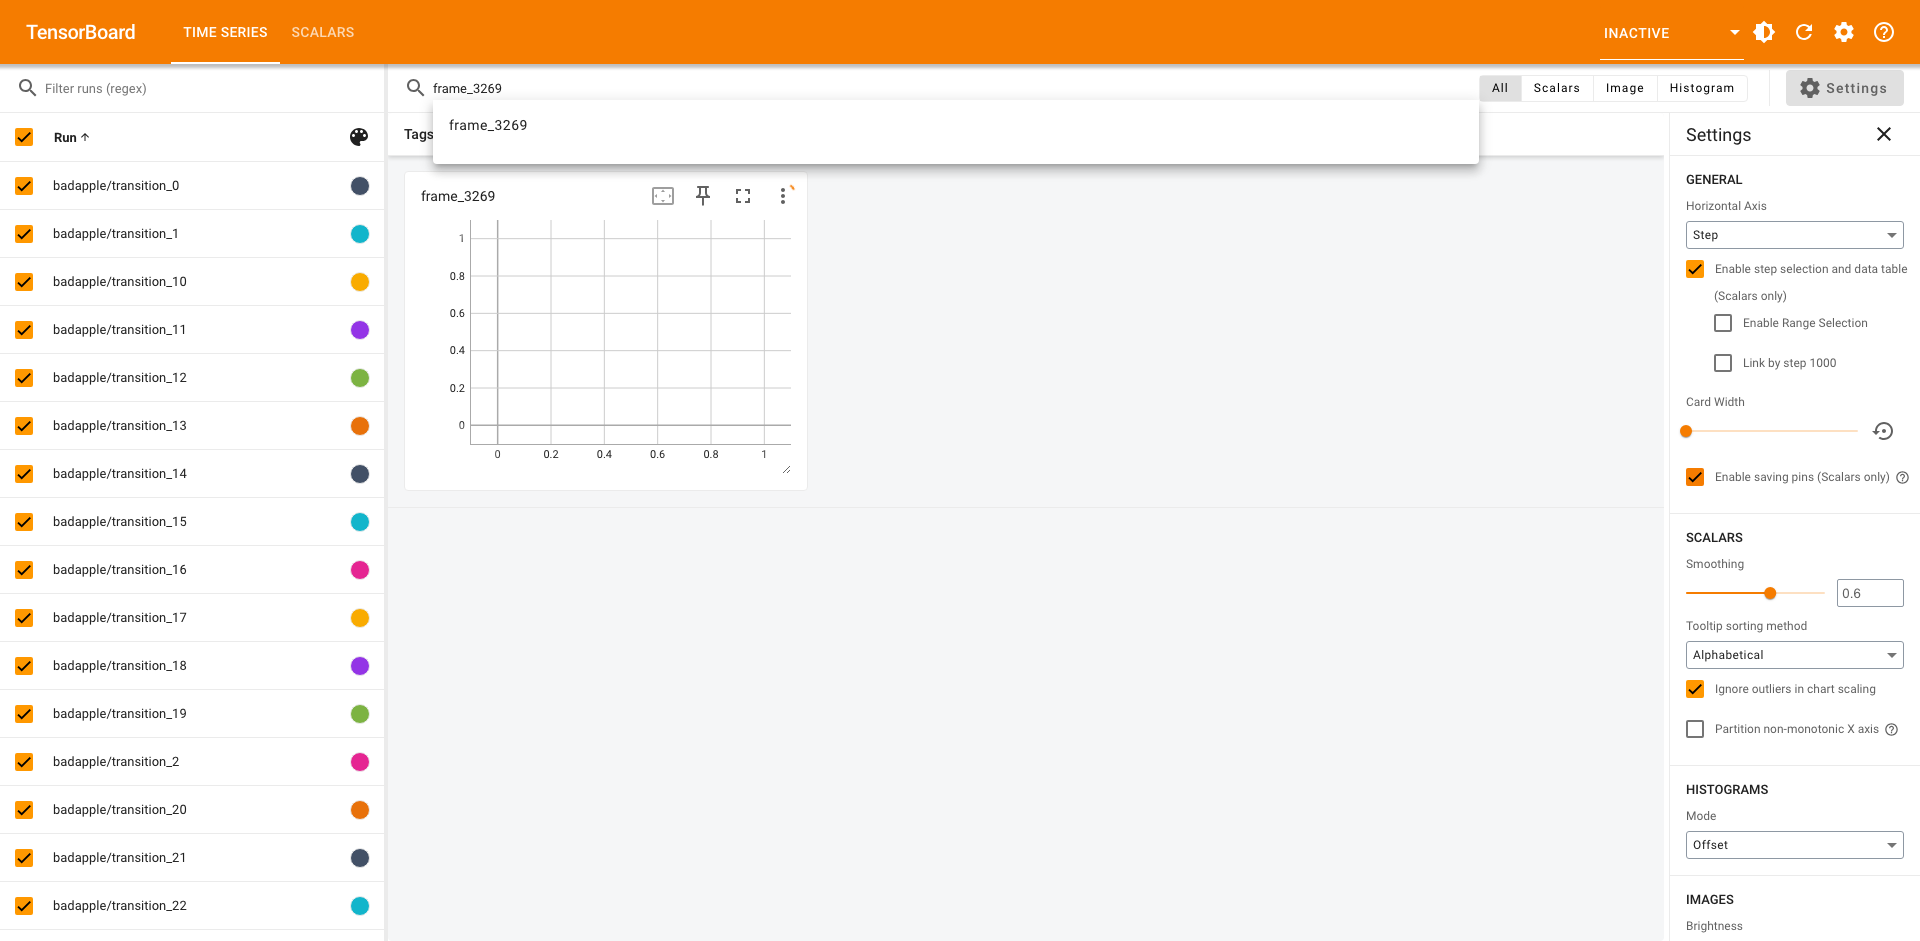 TensorBoard
TIME SERIES
SCALARS
INACTIVE
Filter runs (regex)
frame_3269
All
Scalars
Image
Histogram
Settings
Run
Tags
frame_3269
Settings
badapple/transition_0
badapple/transition_1
badapple/transition_10
badapple/transition_11
badapple/transition_12
badapple/transition_13
badapple/transition_14
badapple/transition_15
badapple/transition_16
badapple/transition_17
badapple/transition_18
badapple/transition_19
badapple/transition_2
badapple/transition_20
badapple/transition_21
badapple/transition_22
frame_3269
1
0.8
0.6
0.4
0.2
0
0 0.2 0.4 0.6 0.8 1
GENERAL
Horizontal Axis
Step
Enable step selection and data table
(Scalars only)
Enable Range Selection
Link by step 1000
Card Width
Enable saving pins (Scalars only)
SCALARS
Smoothing
0.6
Tooltip sorting method
Alphabetical
Ignore outliers in chart scaling
Partition non-monotonic X axis
HISTOGRAMS
Mode
Offset
IMAGES
Brightness